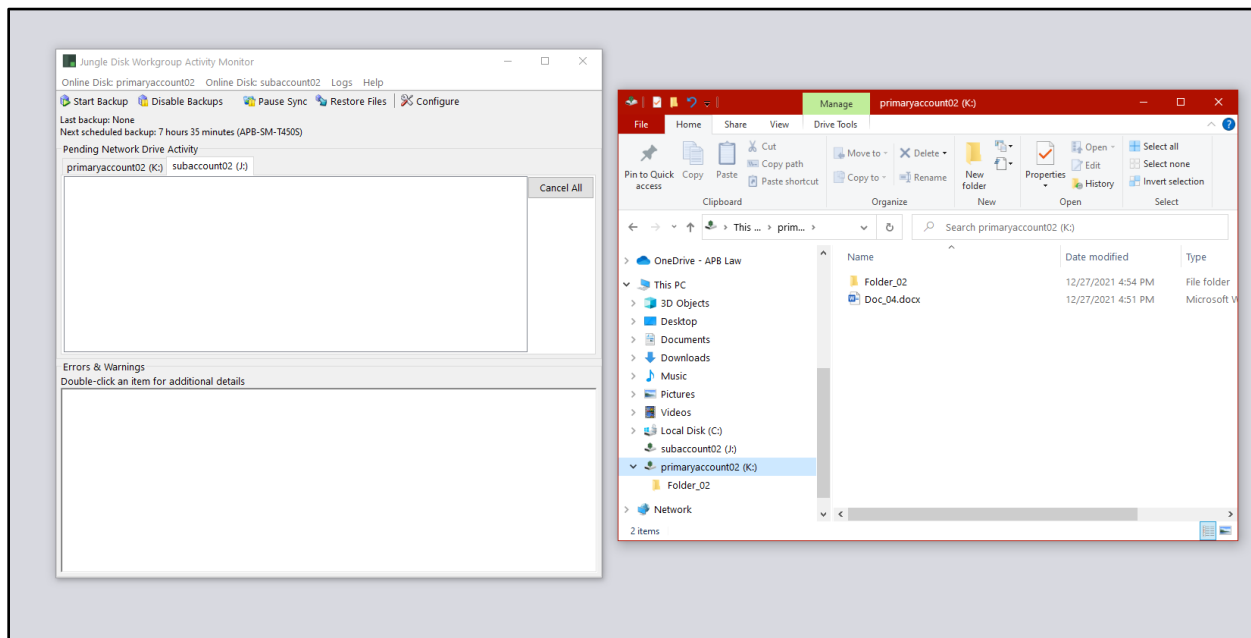 Jungle Disk Workgroup Activity Monitor
Online Disk: primaryaccount02 Online Disk: subaccount02 Logs Help
Start Backup Disable Backups Pause Sync Restore Files Configure
Last backup: None
Next scheduled backup: 7 hours 35 minutes (APB-SM-T450S)
Pending Network Drive Activity
primaryaccount02 (K:) subaccount02 (J:)
Cancel All
Errors & Warnings
Double-click an item for additional details
Manage primaryaccount02 (K:)
File Home Share View Drive Tools
Pin to Quick access
Copy
Paste
Cut
Copy path
Paste shortcut
Clipboard
Move to
Copy to
Delete
Rename
Organize
New folder
New
Properties
Open
Edit
History
Open
Select all
Select none
Invert selection
Select
This ... › prim... ›
Search primaryaccount02 (K:)
OneDrive - APB Law
This PC
3D Objects
Desktop
Documents
Downloads
Music
Pictures
Videos
Local Disk (C:)
subaccount02 (J:)
primaryaccount02 (K:)
Folder_02
Network
Name Date modified Type
Folder_02 12/27/2021 4:54 PM File folder
Doc_04.docx 12/27/2021 4:51 PM Microsoft W
2 items